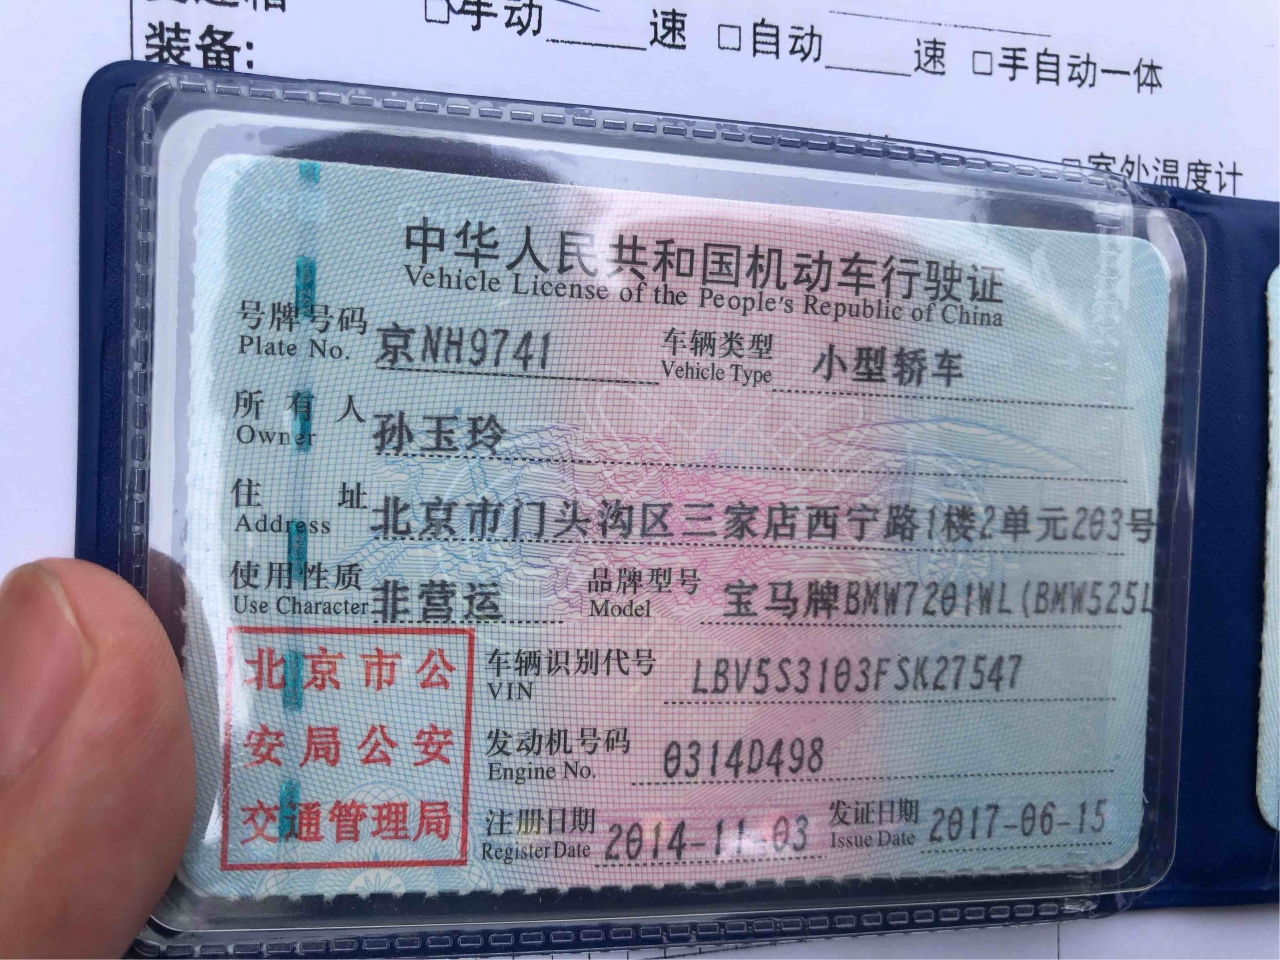 装备:
□手动____速 □自动____速 □手自动一体
□室外温度计
中华人民共和国机动车行驶证
Vehicle License of the People's Republic of China
号牌号码 京NH9741 车辆类型 小型轿车
Plate No. Vehicle Type
所有人 孙玉玲
Owner
住址 北京市门头沟区三家店西宁路1楼2单元203号
Address
使用性质 非营运 品牌型号 宝马牌BMW7201WL(BMW525L
Use Character Model
北京市公
安局公安
交通管理局
车辆识别代号 LBV5S3103FSK27547
VIN
发动机号码 0314D498
Engine No.
注册日期 2014-11-03 发证日期 2017-06-15
Register Date Issue Date